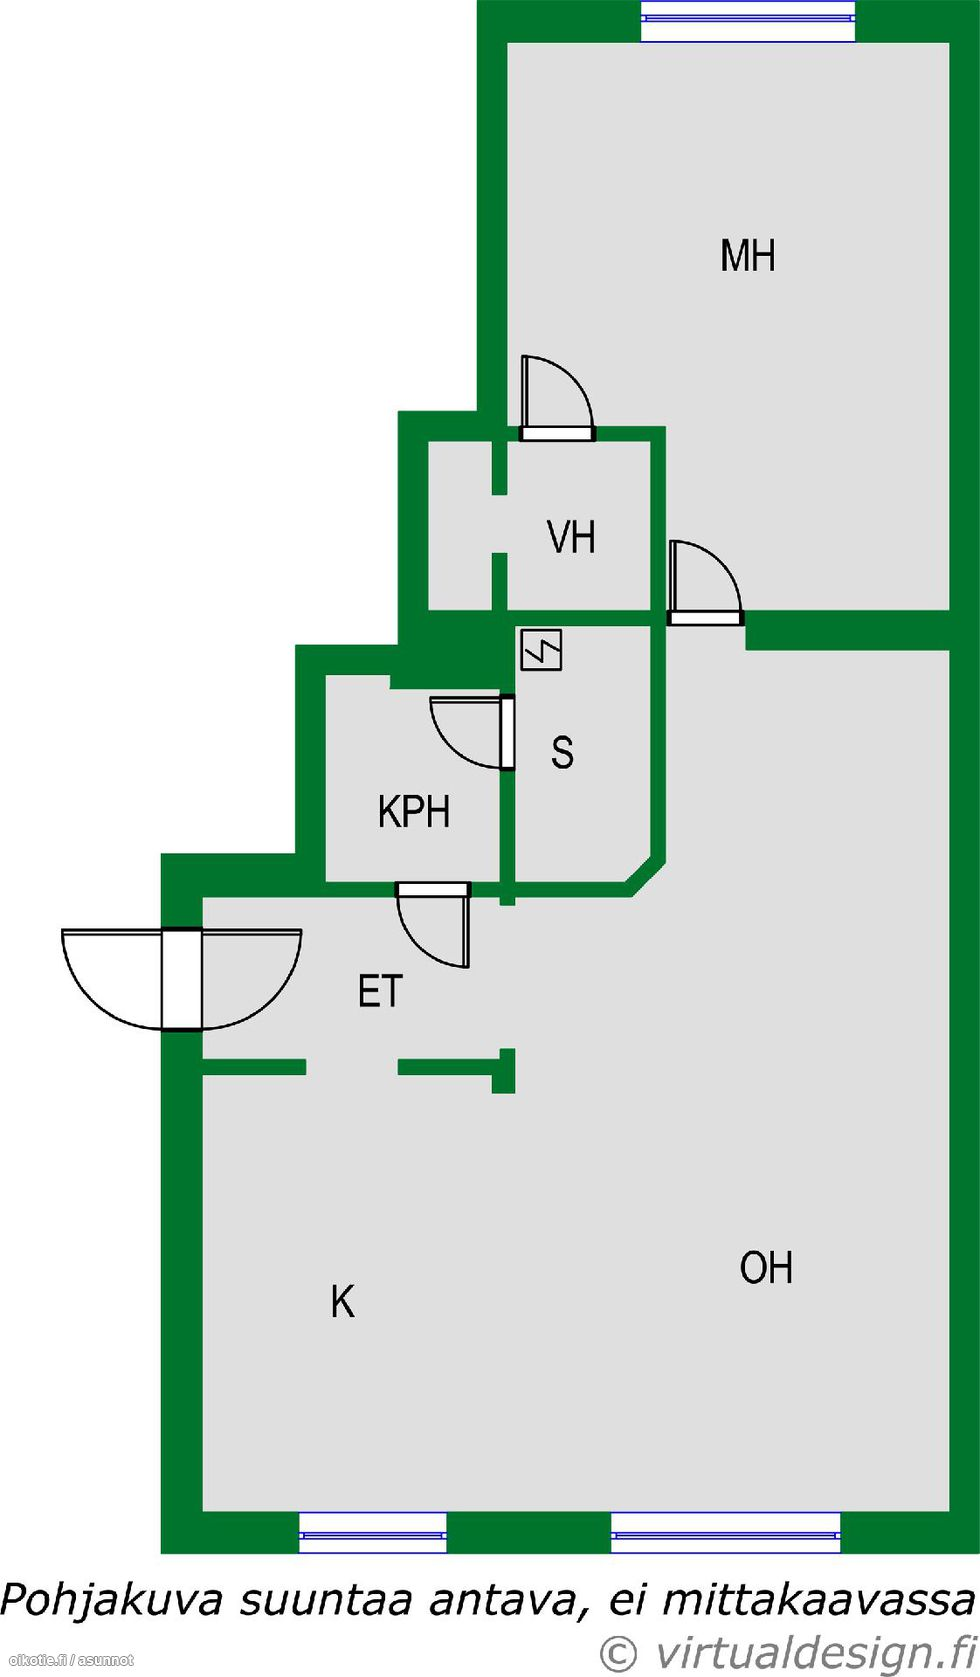 MH
VH
S
KPH
ET
OH
K
Pohjakuva suuntaa antava, ei mittakaavassa
© virtualdesign.fi
oikotie.fi / asunnot